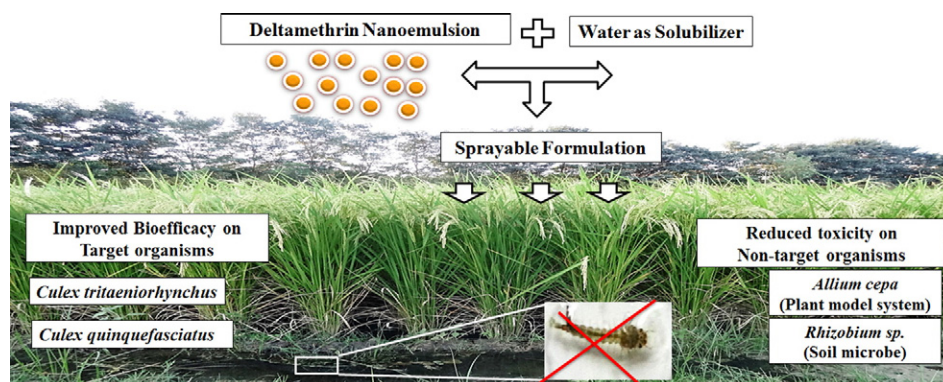 Deltamethrin Nanoemulsion
Water as Solubilizer
Sprayable Formulation
Improved Bioefficacy on
Target organisms
Culex tritaeniorhynchus
Culex quinquefasciatus
Reduced toxicity on
Non-target organisms
Allium cepa
(Plant model system)
Rhizobium sp.
(Soil microbe)